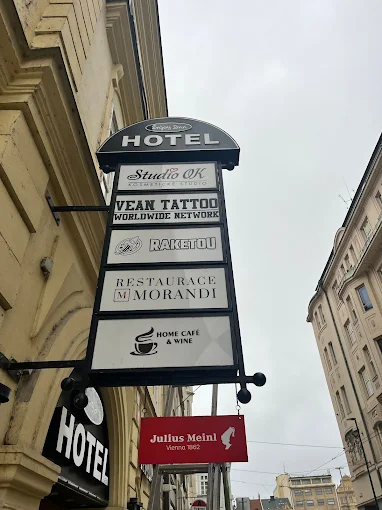 HOTEL
Studio OK
KOSMETICKÉ STUDIO
VEAN TATTOO
WORLDWIDE NETWORK
RAKETOU
RESTAURACE
M MORANDI
HOME CAFÉ
& WINE
Julius Meinl
Vienna 1862
HOTEL